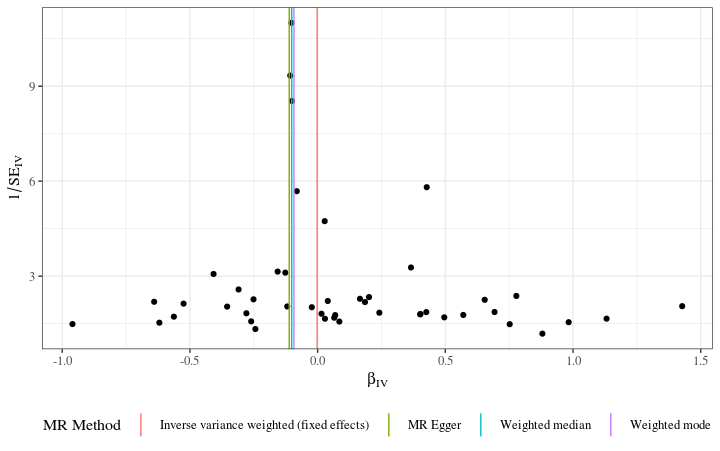 9
6
3
1/SE_IV
-1.0 -0.5 0.0 0.5 1.0 1.5
β_IV
MR Method Inverse variance weighted (fixed effects) MR Egger Weighted median Weighted mode